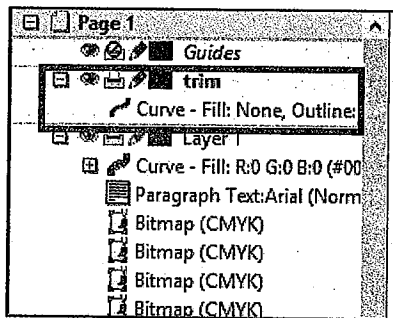 Page 1
Guides
trim
Curve - Fill: None, Outline:
Layer 1
Curve - Fill: R:0 G:0 B:0 (#00
Paragraph Text:Arial (Norm
Bitmap (CMYK)
Bitmap (CMYK)
Bitmap (CMYK)
Bitmap (CMYK)